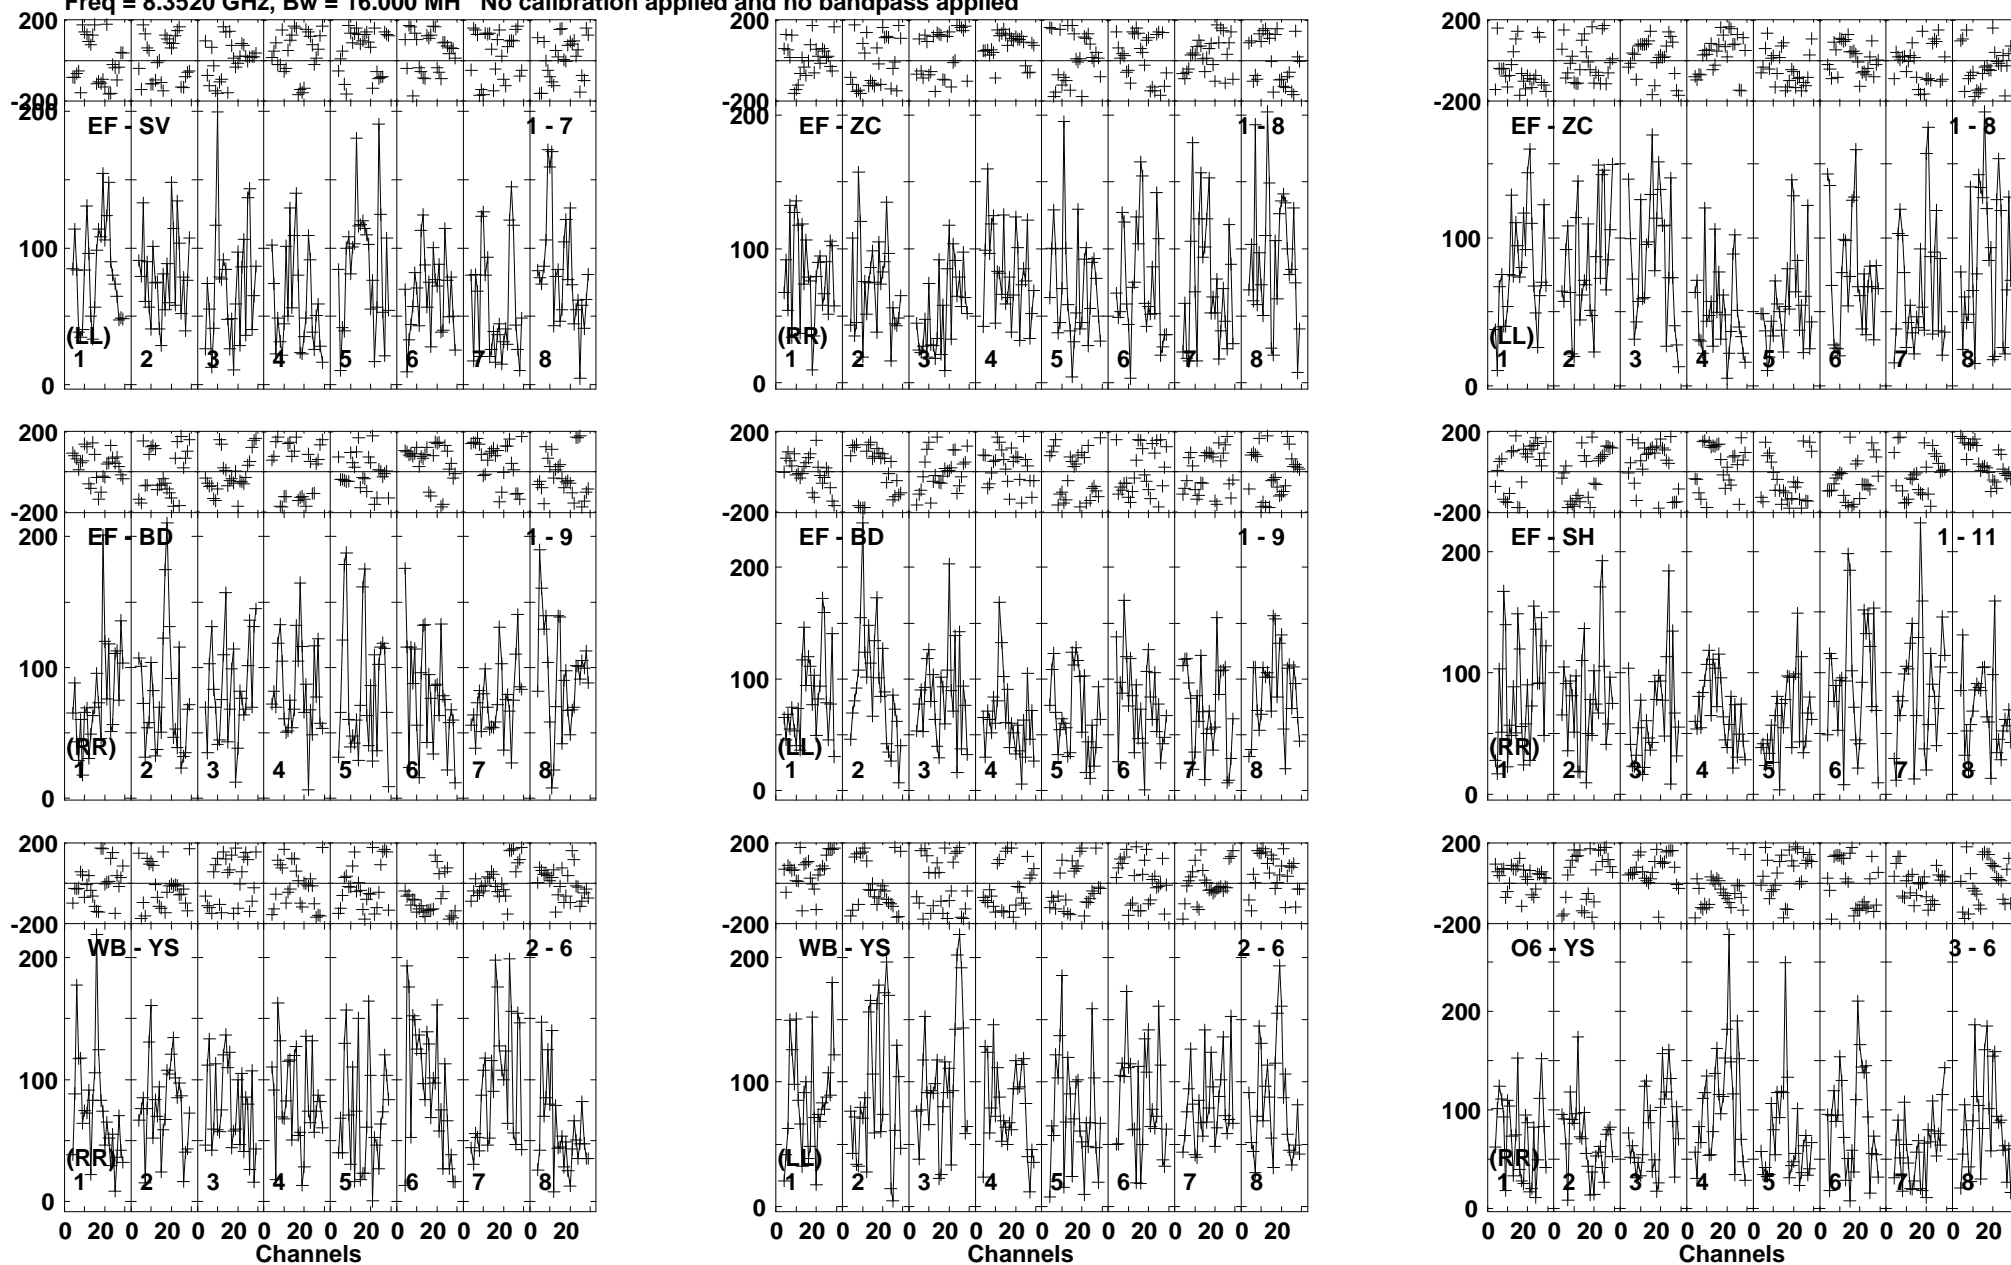 Freq = 8.3520 GHz, Bw = 16.000 MH No calibration applied and no bandpass applied
200 200 200
-200 -200 -200
200 EF - SV 1 - 7 200 EF - ZC 1 - 8 EF - ZC 1 - 8
100 100 100
(LL) (RR) (LL)
1 2 3 4 5 6 7 8 1 2 3 4 5 6 7 8 1 2 3 4 5 6 7 8
0 0 0
200 200 200
-200 -200 -200
200 EF - BD 1 - 9 EF - BD 1 - 9 EF - SH 1 - 11
200 200
100 100 100
(RR) (LL) (RR)
1 2 3 4 5 6 7 8 1 2 3 4 5 6 7 8 1 2 3 4 5 6 7 8
0 0 0
200 200 200
-200 -200 -200
WB - YS 2 - 6 WB - YS 2 - 6 O6 - YS 3 - 6
200 200 200
100 100 100
(RR) (LL) (RR)
1 2 3 4 5 6 7 8 1 2 3 4 5 6 7 8 1 2 3 4 5 6 7 8
0 0 0
0 20 0 20 0 20 0 20 0 20 0 20 0 20 0 20 0 20 0 20 0 20 0 20 0 20 0 20 0 20 0 20 0 20 0 20 0 20 0 20 0 20 0 20 0 20 0 20
Channels Channels Channels